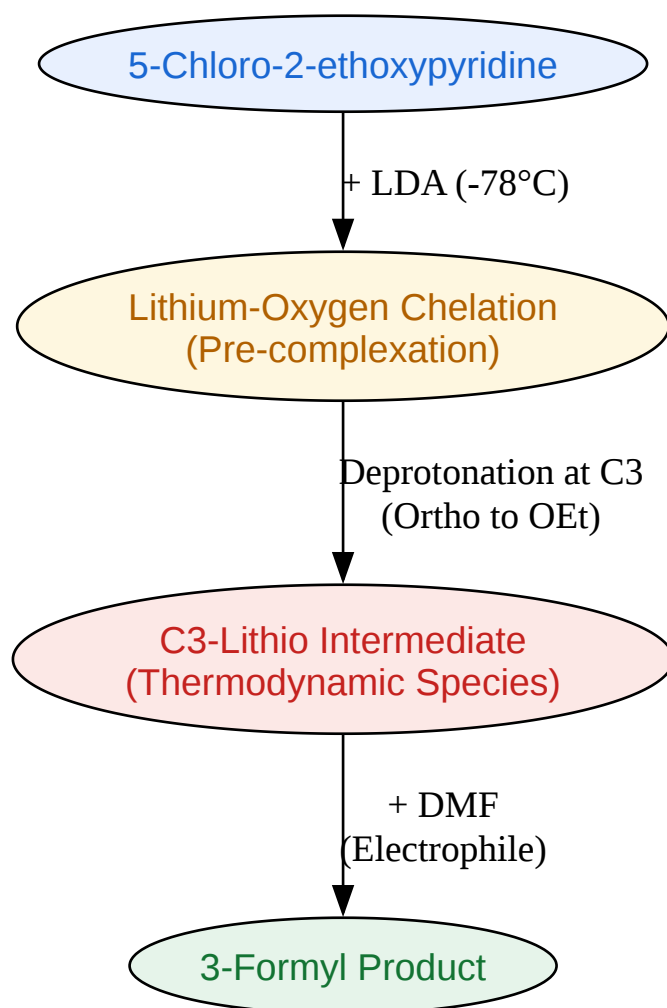 5-Chloro-2-ethoxypyridine
+ LDA (-78°C)
Lithium-Oxygen Chelation
(Pre-complexation)
Deprotonation at C3
(Ortho to OEt)
C3-Lithio Intermediate
(Thermodynamic Species)
+ DMF
(Electrophile)
3-Formyl Product